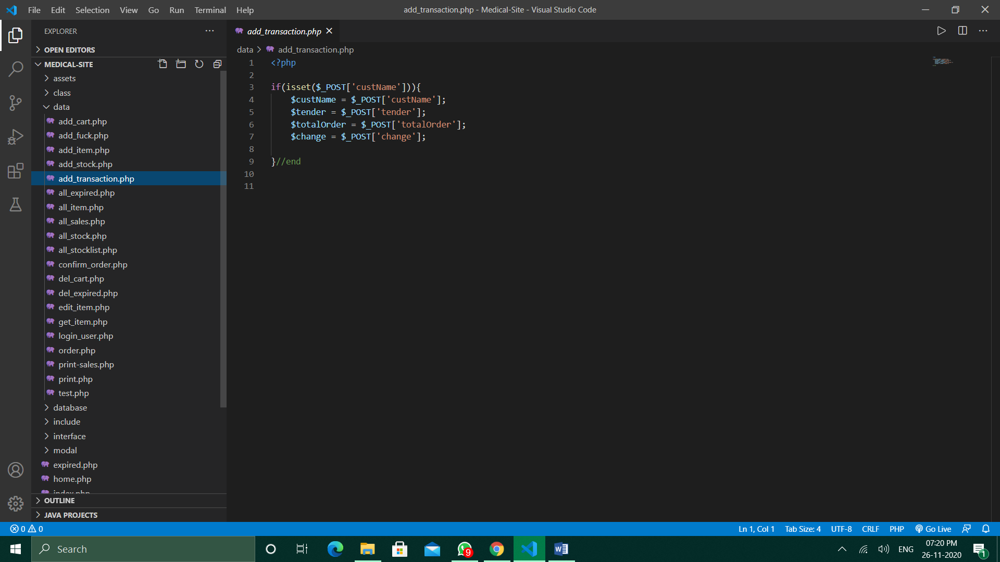 File Edit Selection View Go Run Terminal Help
add_transaction.php - Medical-Site - Visual Studio Code
EXPLORER
OPEN EDITORS
MEDICAL-SITE
assets
class
data
add_cart.php
add_fuck.php
add_item.php
add_stock.php
add_transaction.php
all_expired.php
all_item.php
all_sales.php
all_stock.php
all_stocklist.php
confirm_order.php
del_cart.php
del_expired.php
edit_item.php
get_item.php
login_user.php
order.php
print-sales.php
print.php
test.php
database
include
interface
modal
expired.php
home.php
index.php
OUTLINE
JAVA PROJECTS
add_transaction.php
data > add_transaction.php
1 <?php
2
3 if(isset($_POST['custName'])){
4 $custName = $_POST['custName'];
5 $tender = $_POST['tender'];
6 $totalOrder = $_POST['totalOrder'];
7 $change = $_POST['change'];
8
9 }//end
10
11
0 0
Ln 1, Col 1 Tab Size: 4 UTF-8 CRLF PHP Go Live
Search
9
ENG
07:20 PM
26-11-2020
1